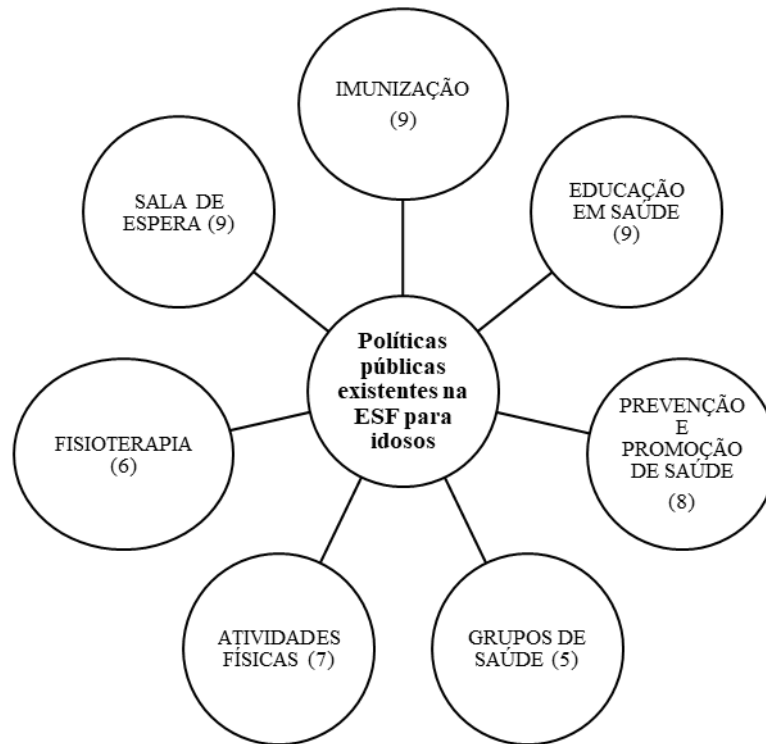 IMUNIZAÇÃO
(9)
EDUCAÇÃO
EM SAÚDE
(9)
PREVENÇÃO
E
PROMOÇÃO
DE SAÚDE
(8)
GRUPOS DE
SAÚDE (5)
ATIVIDADES
FÍSICAS (7)
FISIOTERAPIA
(6)
SALA DE
ESPERA (9)
Políticas
públicas
existentes na
ESF para
idosos